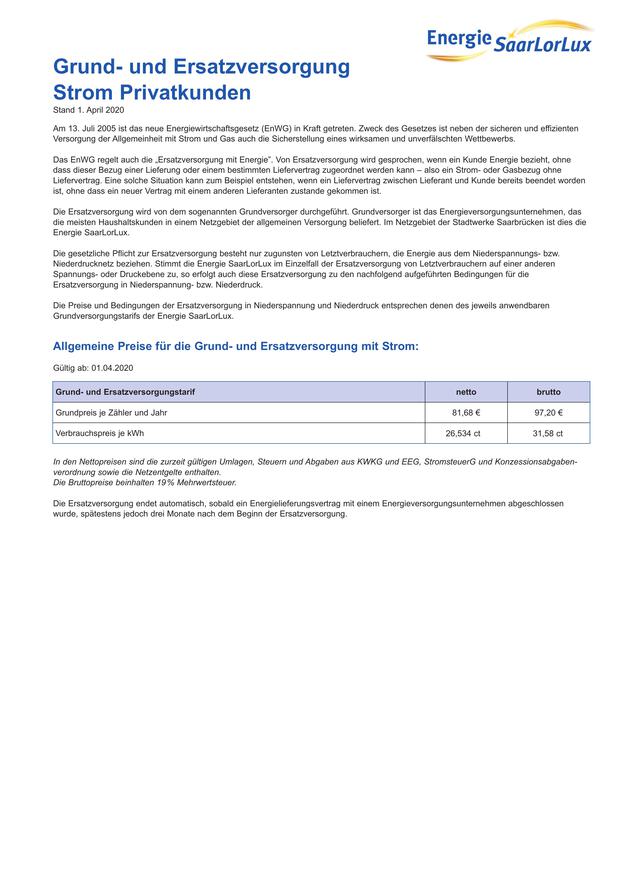 Energie SaarLorLux
Grund- und Ersatzversorgung
Strom Privatkunden
Stand 1. April 2020
Am 13. Juli 2005 ist das neue Energiewirtschaftsgesetz (EnWG) in Kraft getreten. Zweck des Gesetzes ist neben der sicheren und effizienten
Versorgung der Allgemeinheit mit Strom und Gas auch die Sicherstellung eines wirksamen und unverfälschten Wettbewerbs.
Das EnWG regelt auch die „Ersatzversorgung mit Energie". Von Ersatzversorgung wird gesprochen, wenn ein Kunde Energie bezieht, ohne
dass dieser Bezug einer Lieferung oder einem bestimmten Liefervertrag zugeordnet werden kann – also ein Strom- oder Gasbezug ohne
Liefervertrag. Eine solche Situation kann zum Beispiel entstehen, wenn ein Liefervertrag zwischen Lieferant und Kunde bereits beendet worden
ist, ohne dass ein neuer Vertrag mit einem anderen Lieferanten zustande gekommen ist.
Die Ersatzversorgung wird von dem sogenannten Grundversorger durchgeführt. Grundversorger ist das Energieversorgungsunternehmen, das
die meisten Haushaltskunden in einem Netzgebiet der allgemeinen Versorgung beliefert. Im Netzgebiet der Stadtwerke Saarbrücken ist dies die
Energie SaarLorLux.
Die gesetzliche Pflicht zur Ersatzversorgung besteht nur zugunsten von Letztverbrauchern, die Energie aus dem Niederspannungs- bzw.
Niederdrucknetz beziehen. Stimmt die Energie SaarLorLux im Einzelfall der Ersatzversorgung von Letztverbrauchern auf einer anderen
Spannungs- oder Druckebene zu, so erfolgt auch diese Ersatzversorgung zu den nachfolgend aufgeführten Bedingungen für die
Ersatzversorgung in Niederspannung- bzw. Niederdruck.
Die Preise und Bedingungen der Ersatzversorgung in Niederspannung und Niederdruck entsprechen denen des jeweils anwendbaren
Grundversorgungstarifs der Energie SaarLorLux.
Allgemeine Preise für die Grund- und Ersatzversorgung mit Strom:
Gültig ab: 01.04.2020
Grund- und Ersatzversorgungstarif netto brutto
Grundpreis je Zähler und Jahr 81,68 € 97,20 €
Verbrauchspreis je kWh 26,534 ct 31,58 ct
In den Nettopreisen sind die zurzeit gültigen Umlagen, Steuern und Abgaben aus KWKG und EEG, StromsteuerG und Konzessionsabgaben-
verordnung sowie die Netzentgelte enthalten.
Die Bruttopreise beinhalten 19 % Mehrwertsteuer.
Die Ersatzversorgung endet automatisch, sobald ein Energielieferungsvertrag mit einem Energieversorgungsunternehmen abgeschlossen
wurde, spätestens jedoch drei Monate nach dem Beginn der Ersatzversorgung.